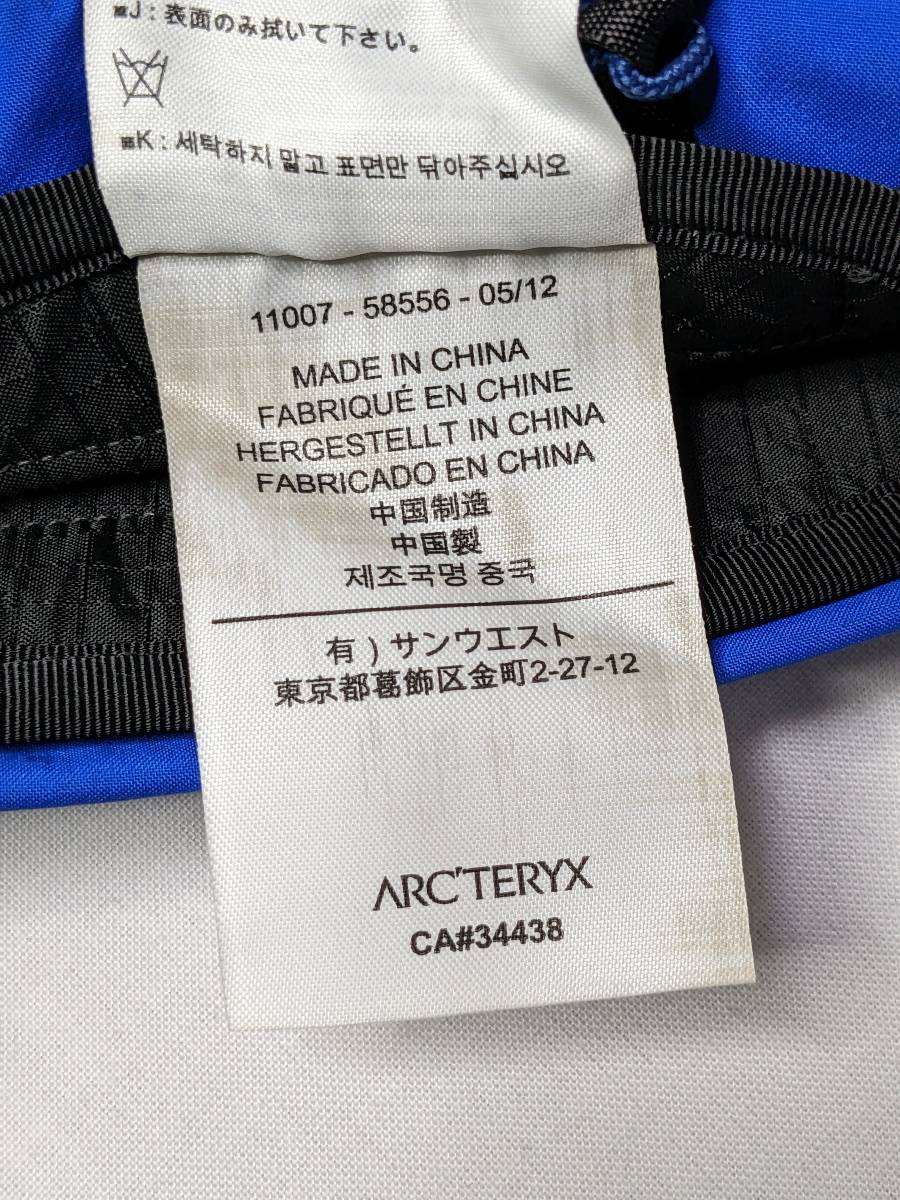 ■J : 表面のみ拭いて下さい。
■K : 세탁하지 말고 표면만 닦아주십시오
11007 - 58556 - 05/12
MADE IN CHINA
FABRIQUÉ EN CHINE
HERGESTELLT IN CHINA
FABRICADO EN CHINA
中国制造
中国製
제조국명 중국
有 ) サンウエスト
東京都葛飾区金町2-27-12
ARC'TERYX
CA#34438